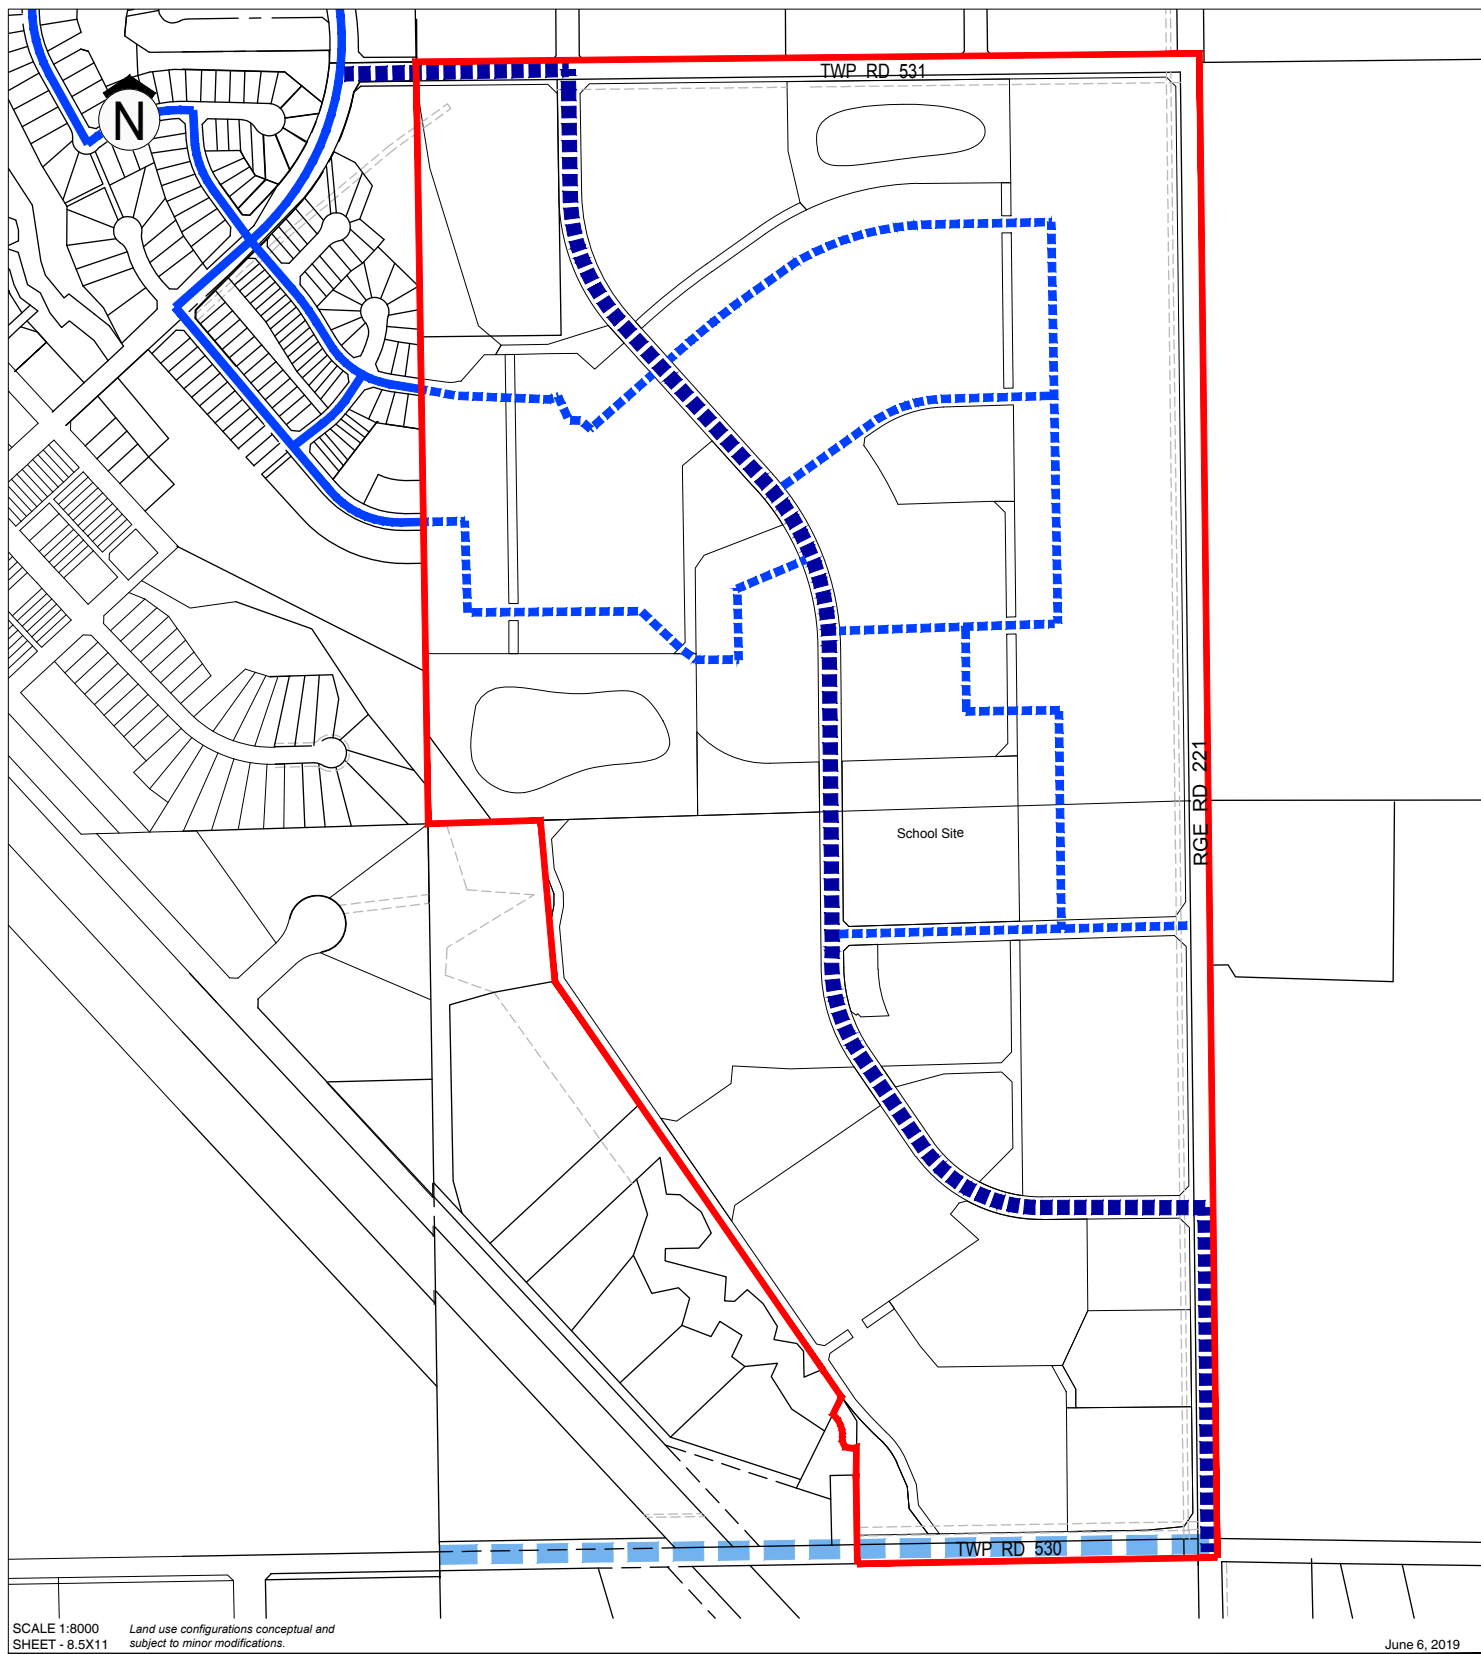 N
TWP RD 531
RGE RD 221
School Site
TWP RD 530
SCALE 1:8000
SHEET - 8.5X11
Land use configurations conceptual and
subject to minor modifications.
June 6, 2019